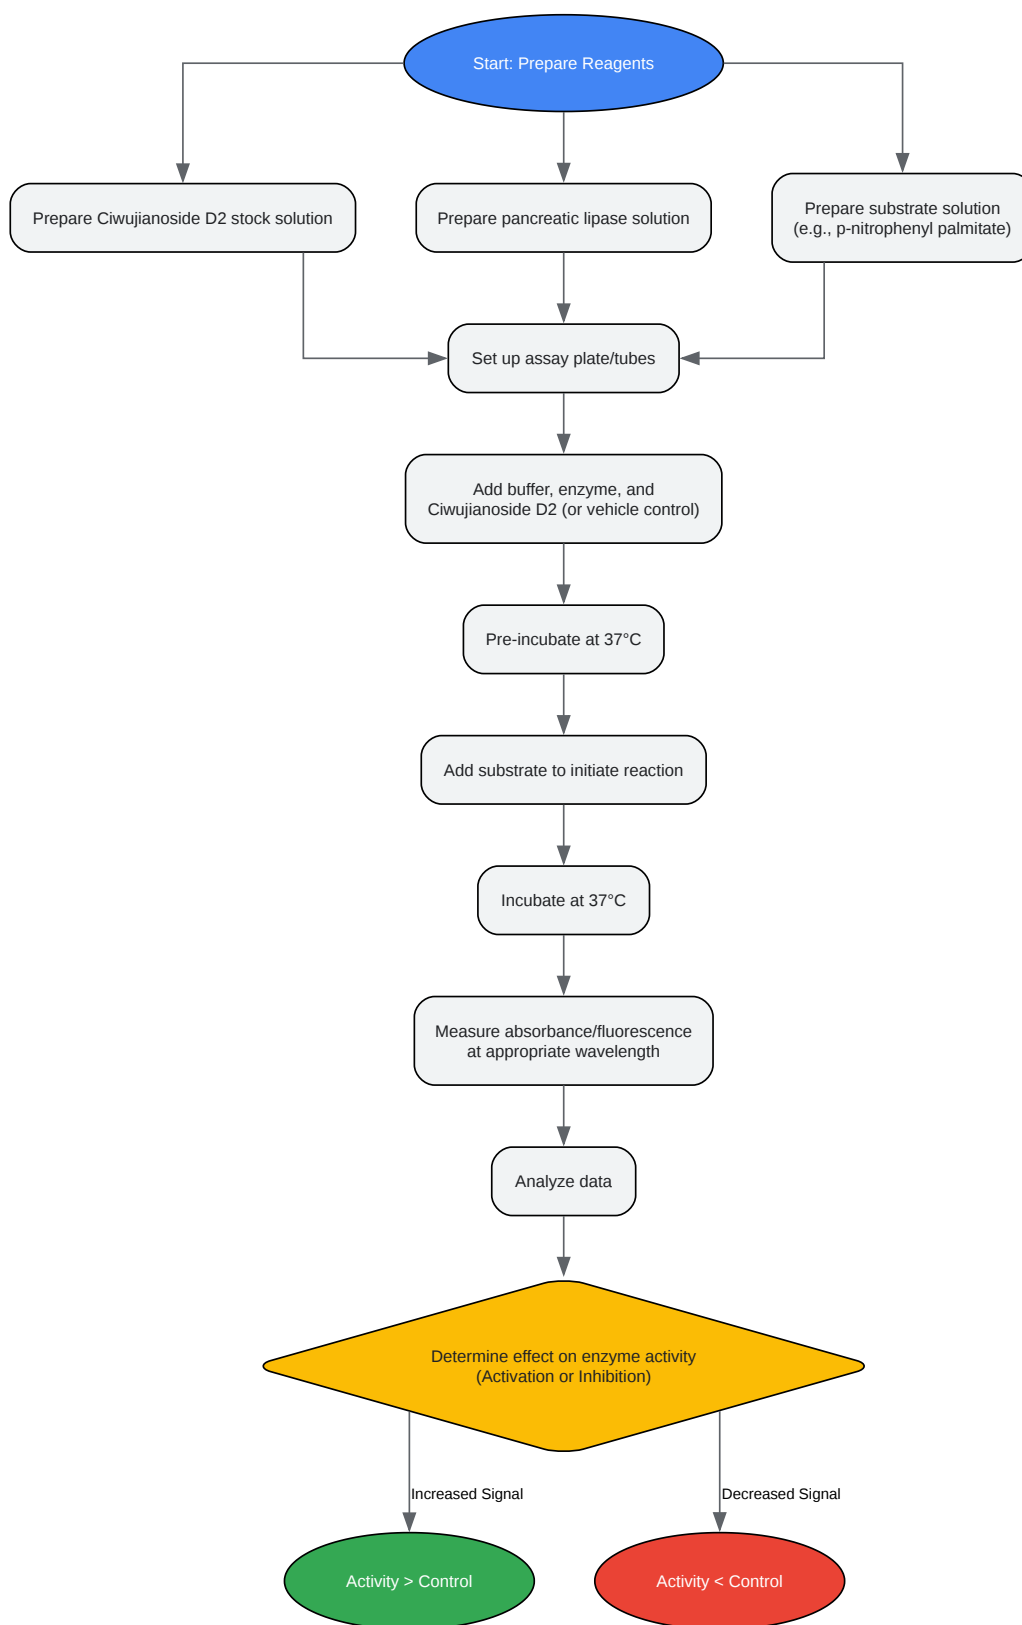 Start: Prepare Reagents
Prepare Ciwujianoside D2 stock solution
Prepare pancreatic lipase solution
Prepare substrate solution
(e.g., p-nitrophenyl palmitate)
Set up assay plate/tubes
Add buffer, enzyme, and
Ciwujianoside D2 (or vehicle control)
Pre-incubate at 37°C
Add substrate to initiate reaction
Incubate at 37°C
Measure absorbance/fluorescence
at appropriate wavelength
Analyze data
Determine effect on enzyme activity
(Activation or Inhibition)
Increased Signal
Decreased Signal
Activity > Control
Activity < Control